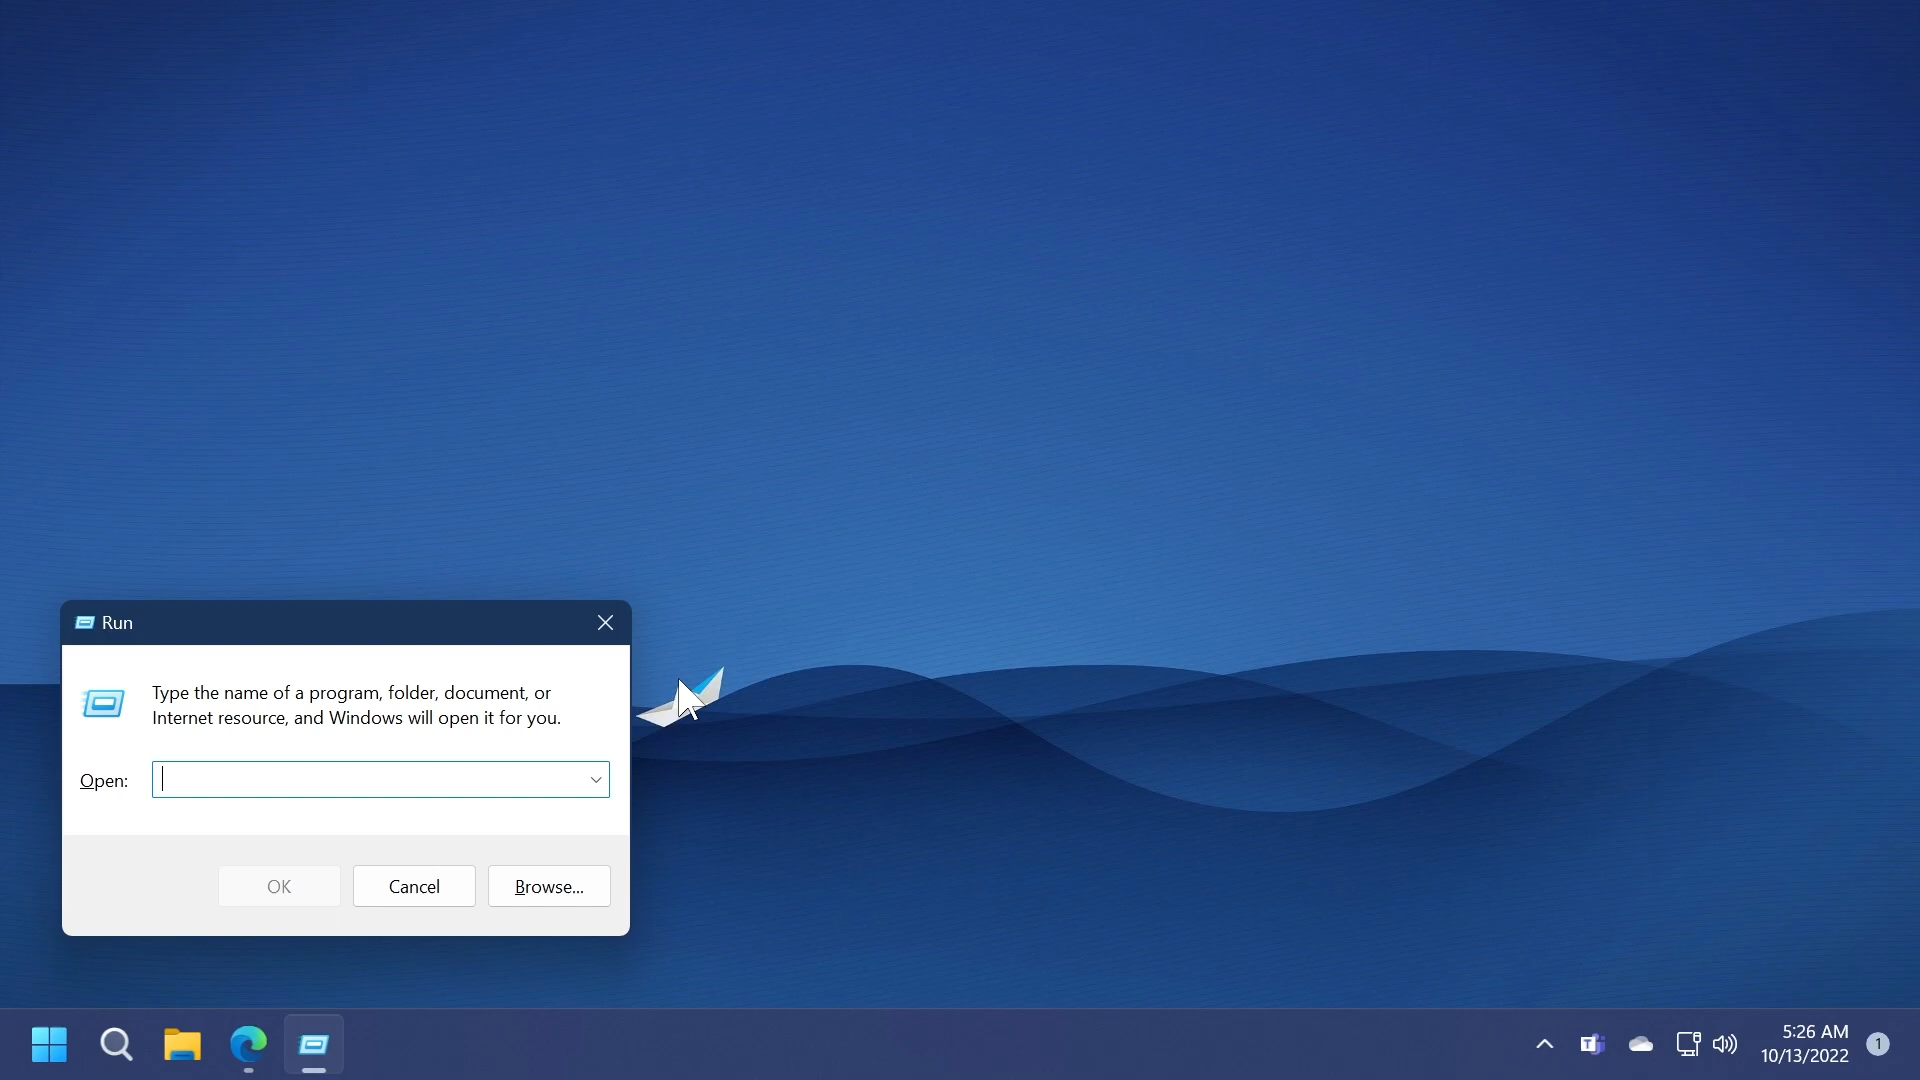 Run
Type the name of a program, folder, document, or
Internet resource, and Windows will open it for you.
Open:
OK
Cancel
Browse...
5:26 AM
10/13/2022
1
T